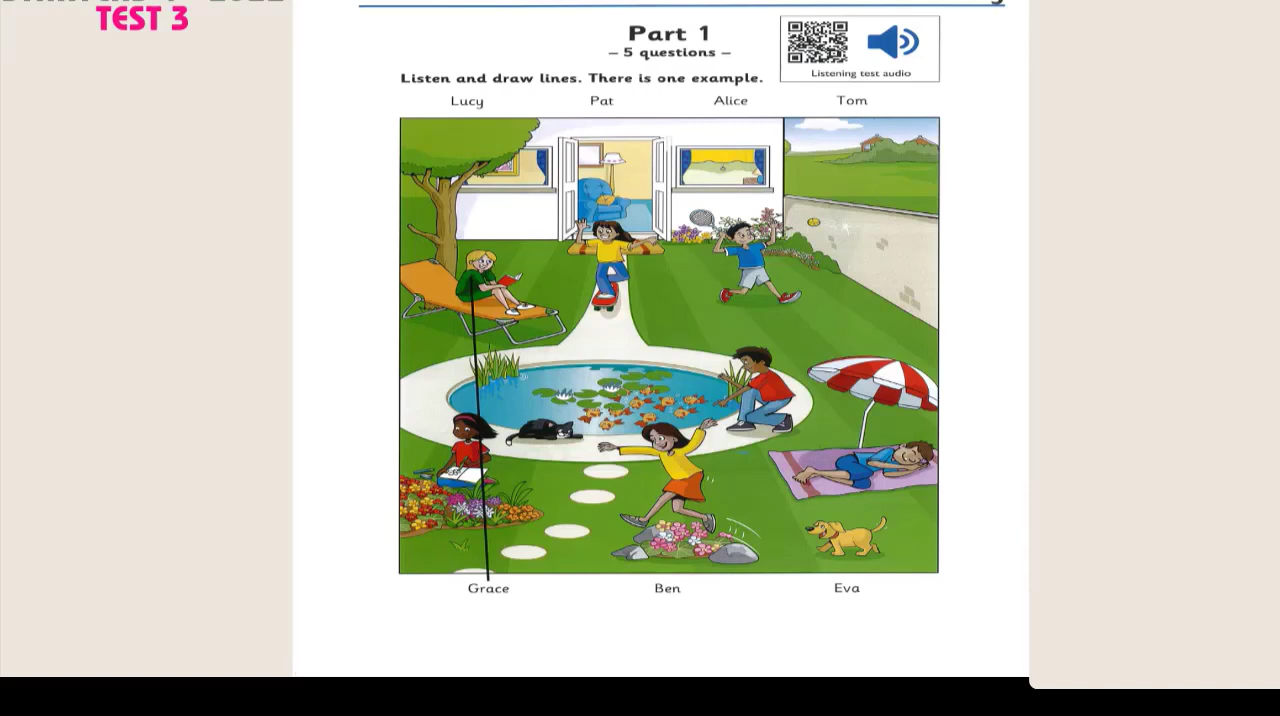 TEST 3
Part 1
– 5 questions –
Listen and draw lines. There is one example.
Listening test audio
Lucy Pat Alice Tom
Grace Ben Eva